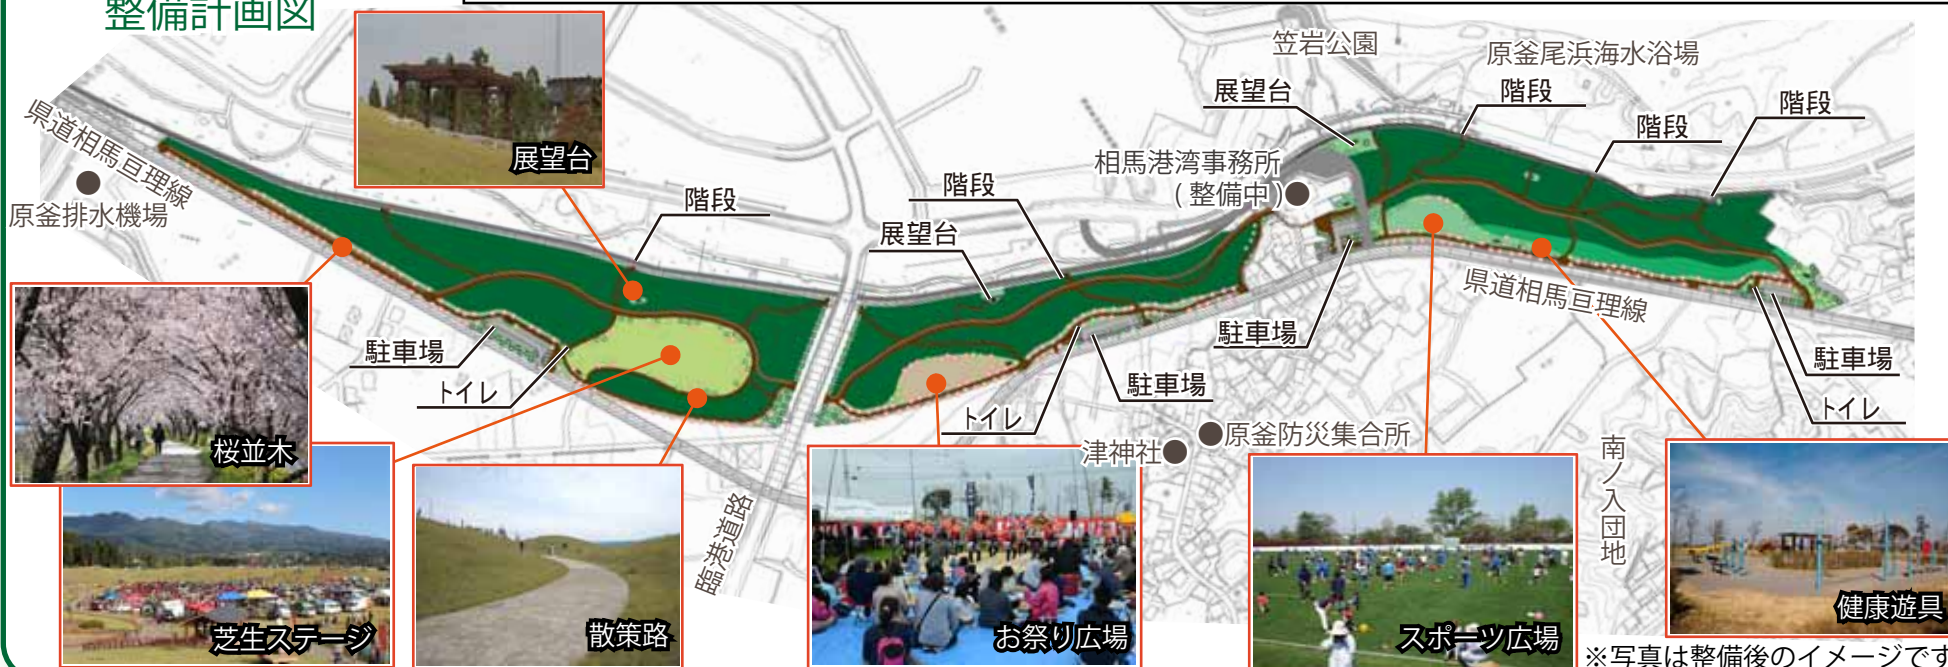 整備計画図
笠岩公園
原釜尾浜海水浴場
展望台
階段
階段
階段
県道相馬亘理線
原釜排水機場
展望台
階段
階段
展望台
相馬港湾事務所
(整備中)
県道相馬亘理線
駐車場
トイレ
桜並木
駐車場
トイレ
駐車場
駐車場
トイレ
津神社
原釜防災集合所
南ノ入団地
臨港道路
芝生ステージ
散策路
お祭り広場
スポーツ広場
健康遊具
※写真は整備後のイメージです